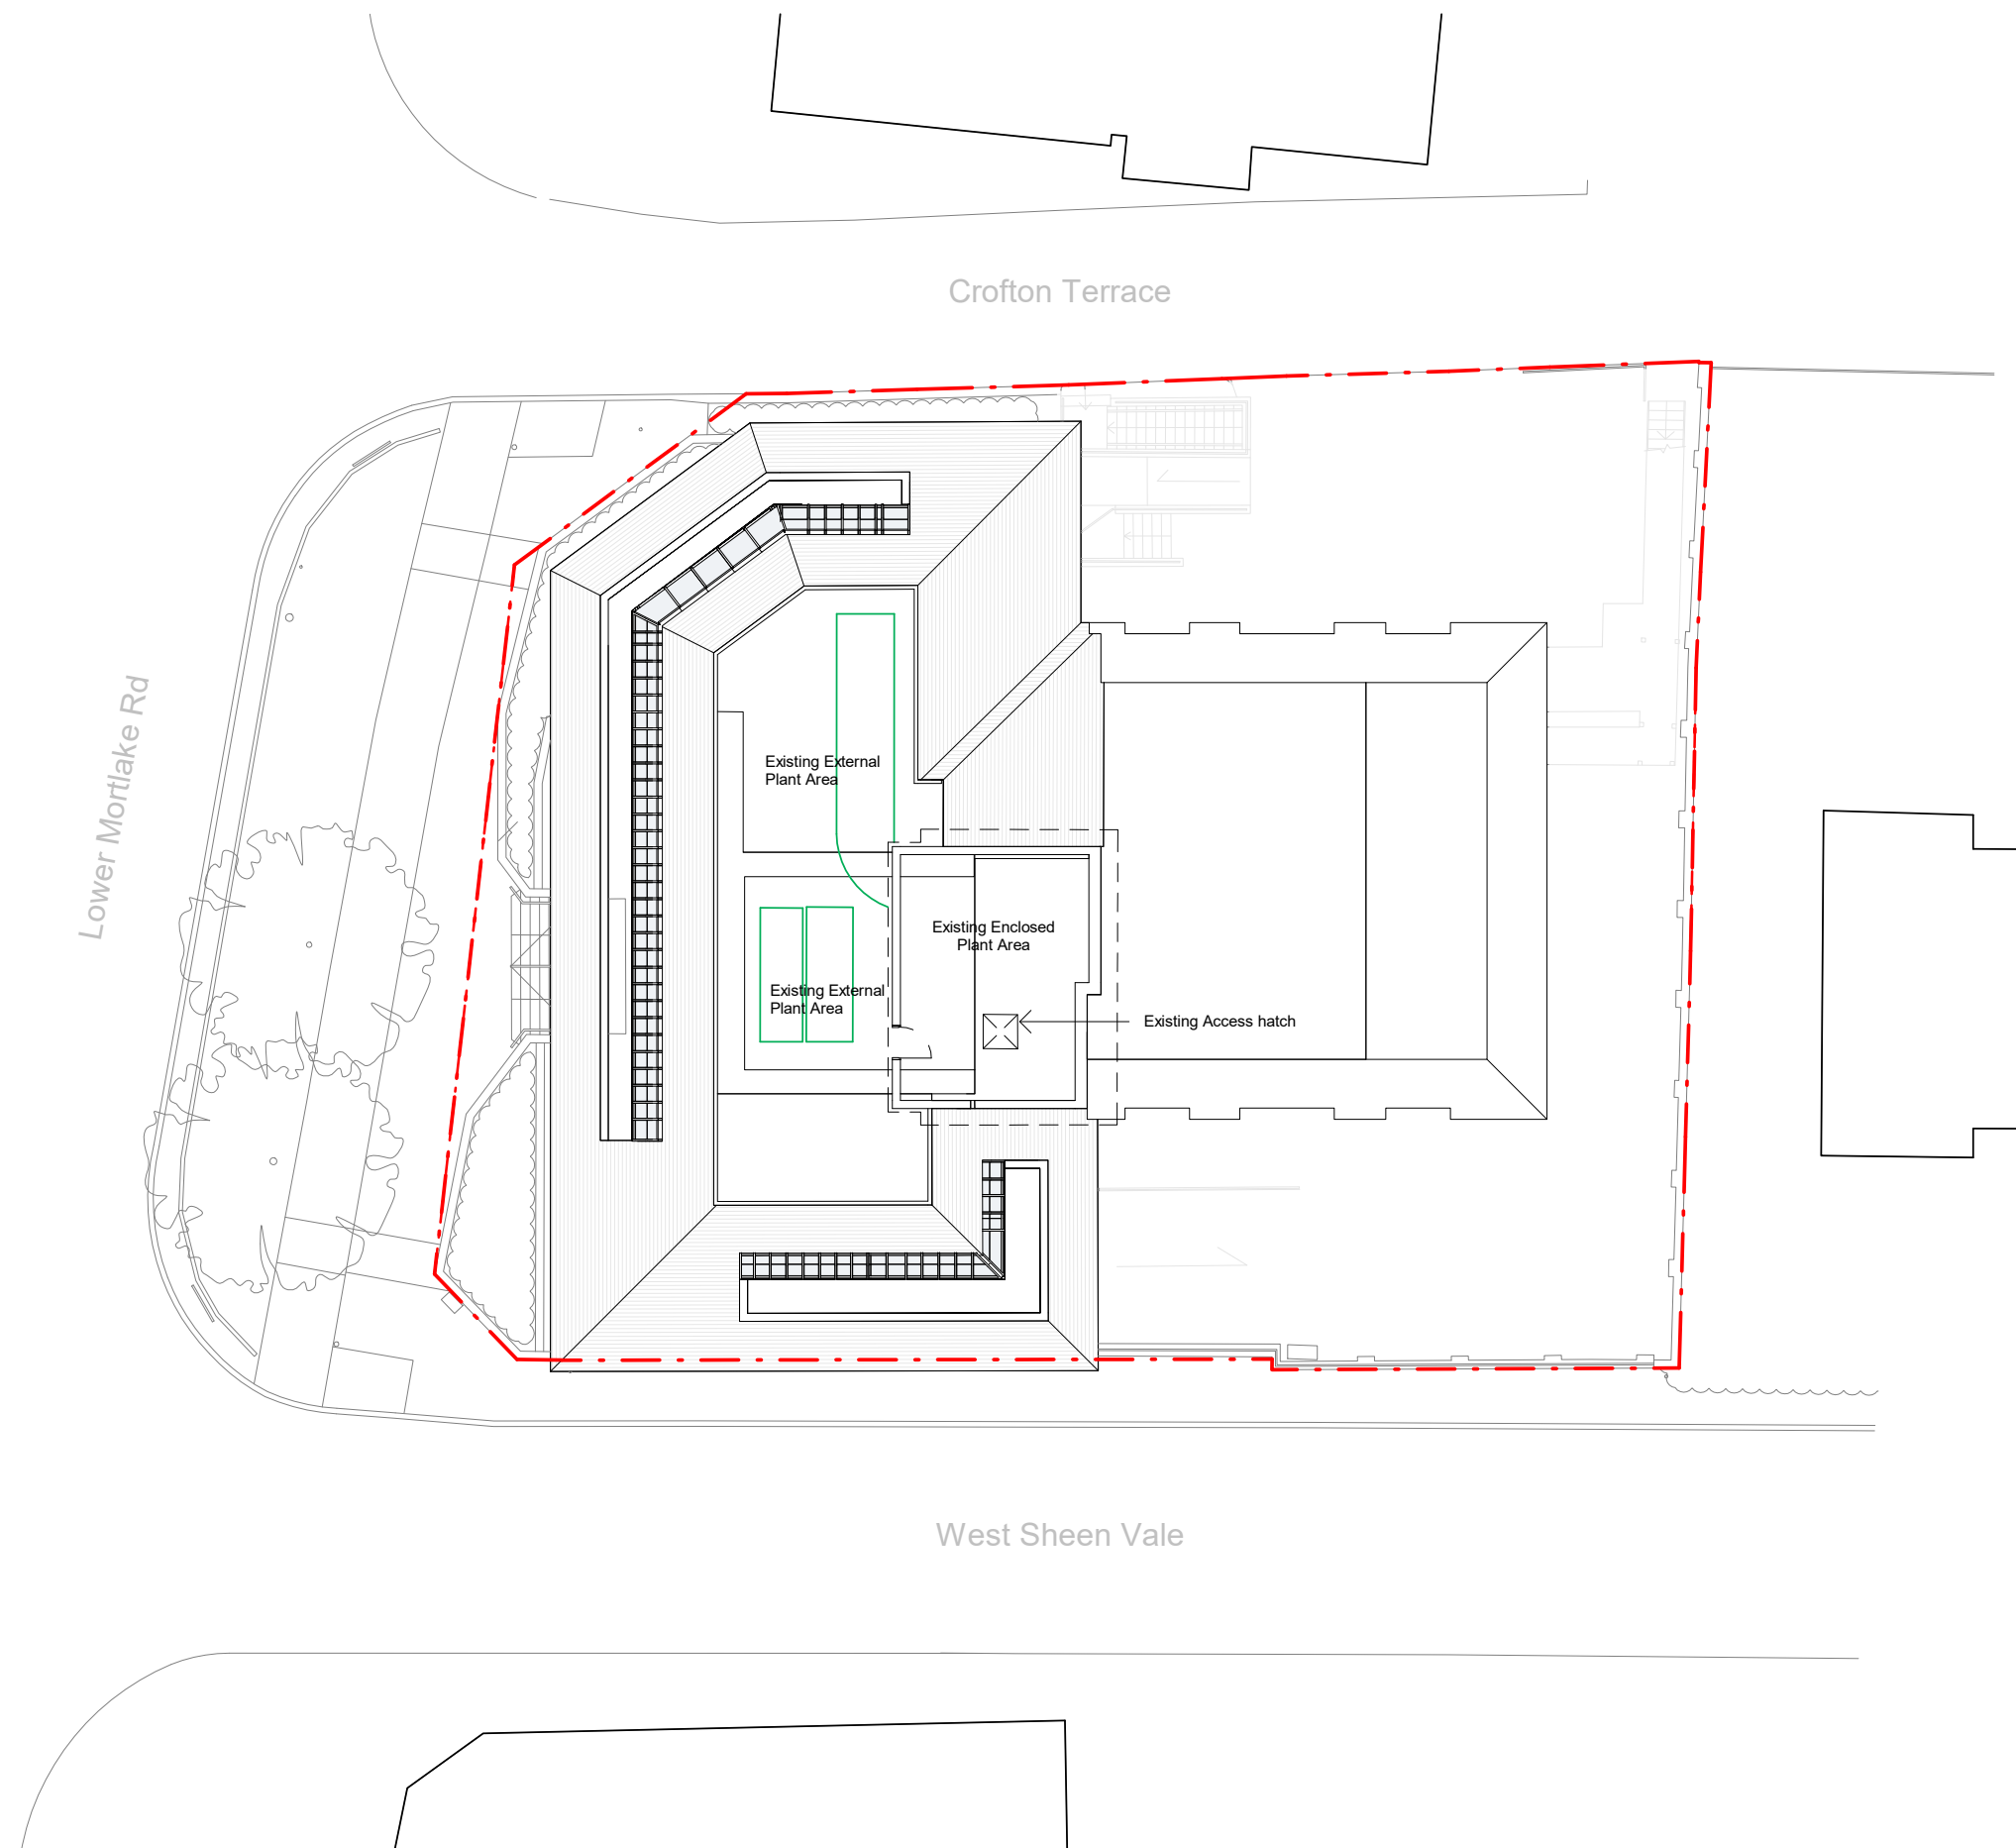 Crofton Terrace
Lower Mortlake Rd
Existing External
Plant Area
Existing Enclosed
Plant Area
Existing External
Plant Area
Existing Access hatch
West Sheen Vale